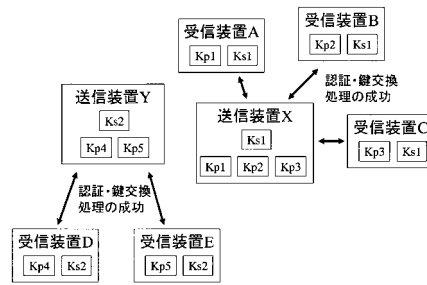 受信装置A
Kp1 Ks1
受信装置B
Kp2 Ks1
認証・鍵交換
処理の成功
送信装置Y
Ks2
Kp4 Kp5
送信装置X
Ks1
Kp1 Kp2 Kp3
受信装置C
Kp3 Ks1
認証・鍵交換
処理の成功
受信装置D
Kp4 Ks2
受信装置E
Kp5 Ks2